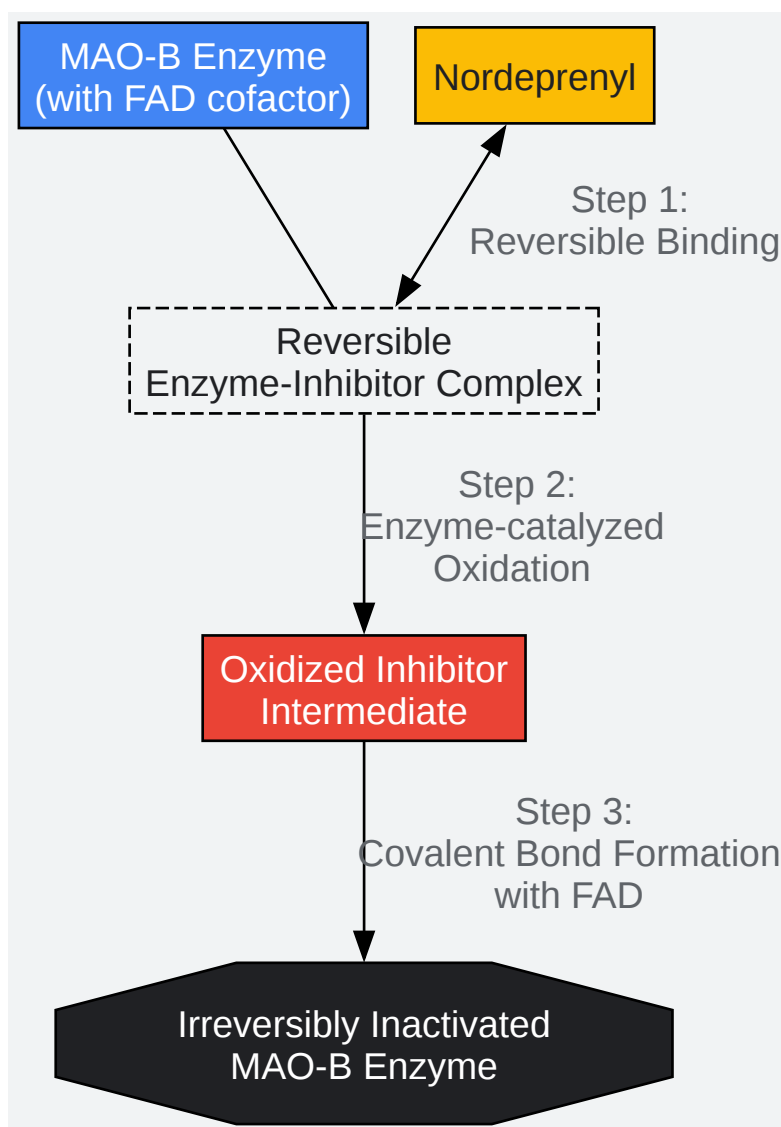 MAO-B Enzyme
(with FAD cofactor)
Nordeprenyl
Step 1:
Reversible Binding
Reversible
Enzyme-Inhibitor Complex
Step 2:
Enzyme-catalyzed
Oxidation
Oxidized Inhibitor
Intermediate
Step 3:
Covalent Bond Formation
with FAD
Irreversibly Inactivated
MAO-B Enzyme